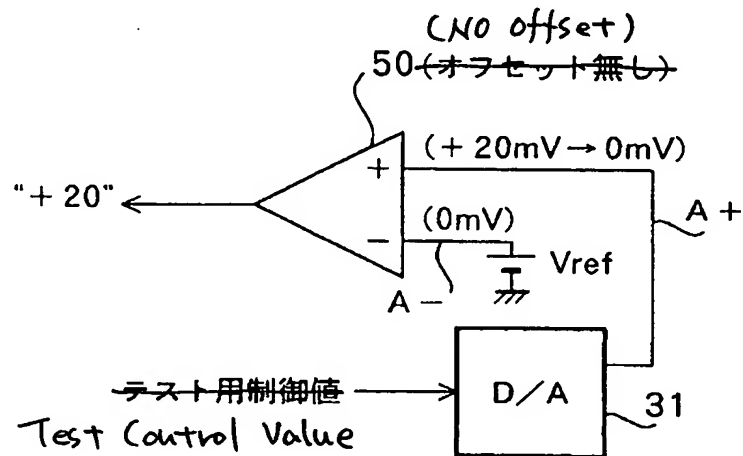 (NO Offset)
50 (オフセット無し)
(+20mV→0mV)
+
"+20"
A+
(0mV)
−
Vref
A−
テスト用制御値
D/A
31
Test Control Value